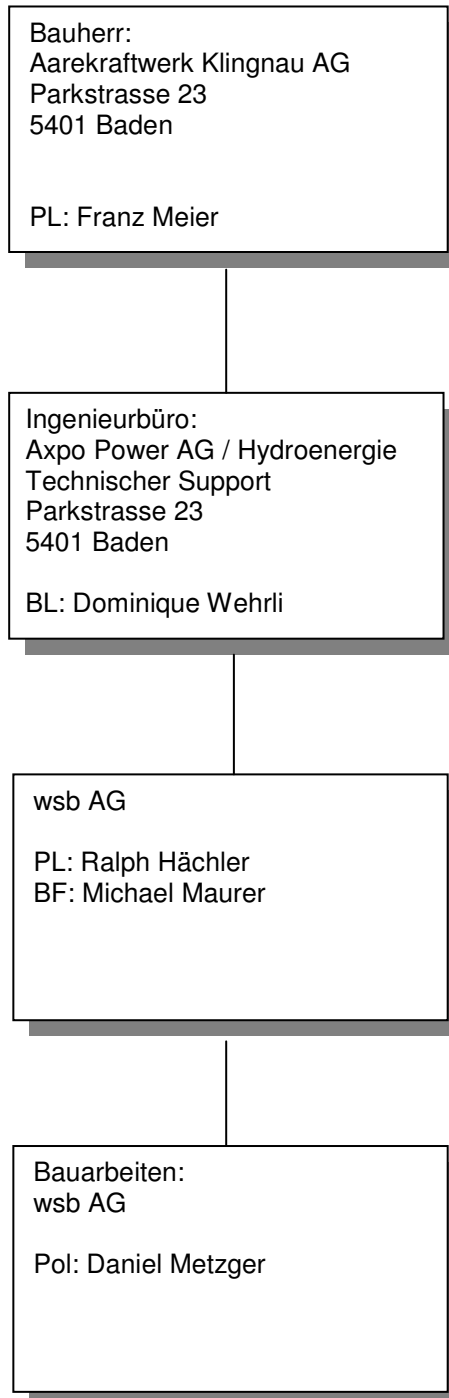 Bauherr:
Aarekraftwerk Klingnau AG
Parkstrasse 23
5401 Baden
PL: Franz Meier
Ingenieurbüro:
Axpo Power AG / Hydroenergie
Technischer Support
Parkstrasse 23
5401 Baden
BL: Dominique Wehrli
wsb AG
PL: Ralph Hächler
BF: Michael Maurer
Bauarbeiten:
wsb AG
Pol: Daniel Metzger